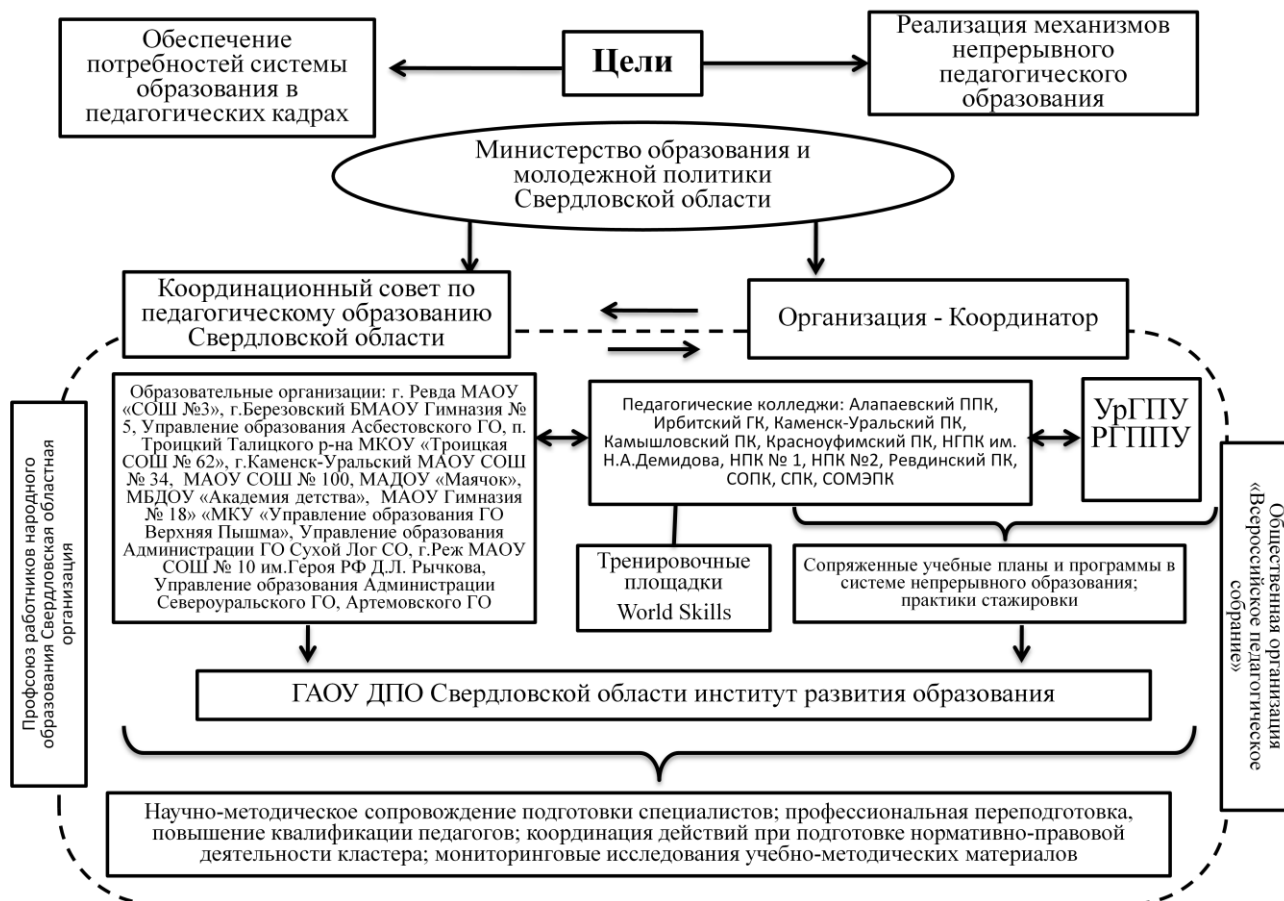 Обеспечение
потребностей системы
образования в
педагогических кадрах
Цели
Реализация механизмов
непрерывного
педагогического
образования
Министерство образования и
молодежной политики
Свердловской области
Координационный совет по
педагогическому образованию
Свердловской области
Организация - Координатор
Профсоюз работников народного
образования Свердловская областная
организация
Образовательные организации: г. Ревда МАОУ
«СОШ №3», г.Березовский БМАОУ Гимназия №
5, Управление образования Асбестовского ГО, п.
Троицкий Талицкого р-на МКОУ «Троицкая
СОШ № 62», г.Каменск-Уральский МАОУ СОШ
№ 34, МАОУ СОШ № 100, МАДОУ «Маячок»,
МБДОУ «Академия детства», МАОУ Гимназия
№ 18» «МКУ «Управление образования ГО
Верхняя Пышма», Управление образования
Администрации ГО Сухой Лог СО, г.Реж МАОУ
СОШ № 10 им.Героя РФ Д.Л. Рычкова,
Управление образования Администрации
Североуральского ГО, Артемовского ГО
Педагогические колледжи: Алапаевский ППК,
Ирбитский ГК, Каменск-Уральский ПК,
Камышловский ПК, Красноуфимский ПК, НГПК им.
Н.А.Демидова, НПК № 1, НПК №2, Ревдинский ПК,
СОПК, СПК, СОМЭПК
УрГПУ
РГППУ
Общественная организация
«Всероссийское педагогическое
собрание»
Тренировочные
площадки
World Skills
Сопряженные учебные планы и программы в
системе непрерывного образования;
практики стажировки
ГАОУ ДПО Свердловской области институт развития образования
Научно-методическое сопровождение подготовки специалистов; профессиональная переподготовка,
повышение квалификации педагогов; координация действий при подготовке нормативно-правовой
деятельности кластера; мониторинговые исследования учебно-методических материалов